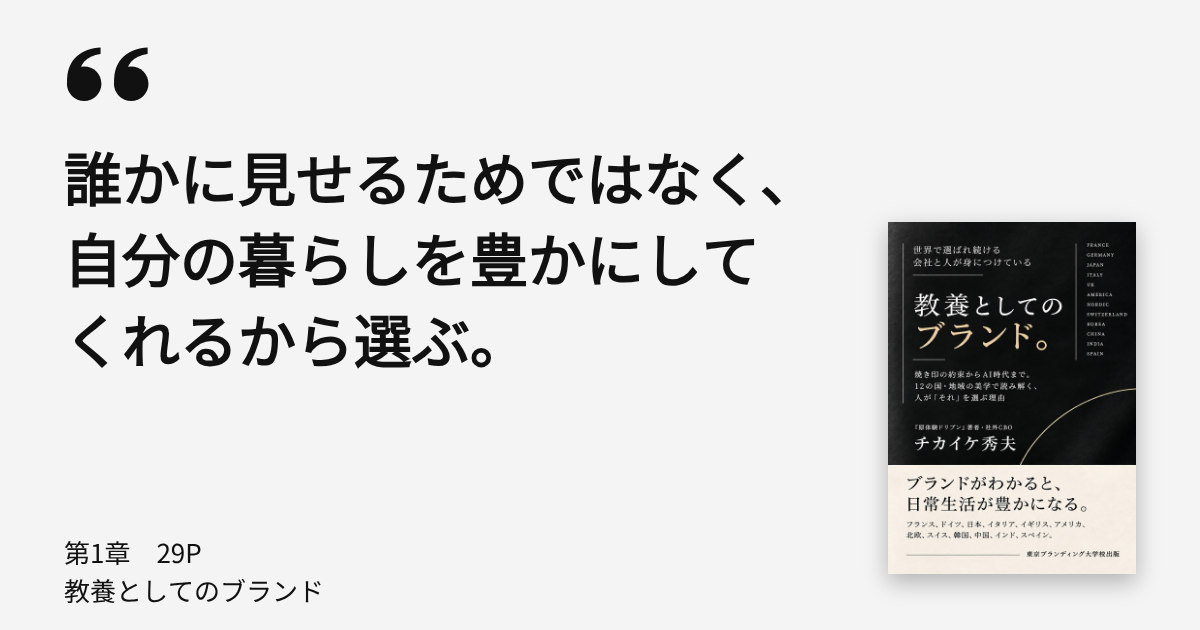 “
誰かに見せるためではなく、
自分の暮らしを豊かにして
くれるから選ぶ。
第1章　29P
教養としてのブランド
世界で選ばれ続ける
会社と人が身につけている
教養としての
ブランド。
焼き印の約束からAI時代まで。
12の国・地域の美学で読み解く、
人が「それ」を選ぶ理由
『原体験ドリブン』著者・社外CBO
チカイケ秀夫
FRANCE
GERMANY
JAPAN
ITALY
UK
AMERICA
NORDIC
SWITZERLAND
KOREA
CHINA
INDIA
SPAIN
ブランドがわかると、
日常生活が豊かになる。
フランス、ドイツ、日本、イタリア、イギリス、アメリカ、
北欧、スイス、韓国、中国、インド、スペイン。
東京ブランディング大学校出版